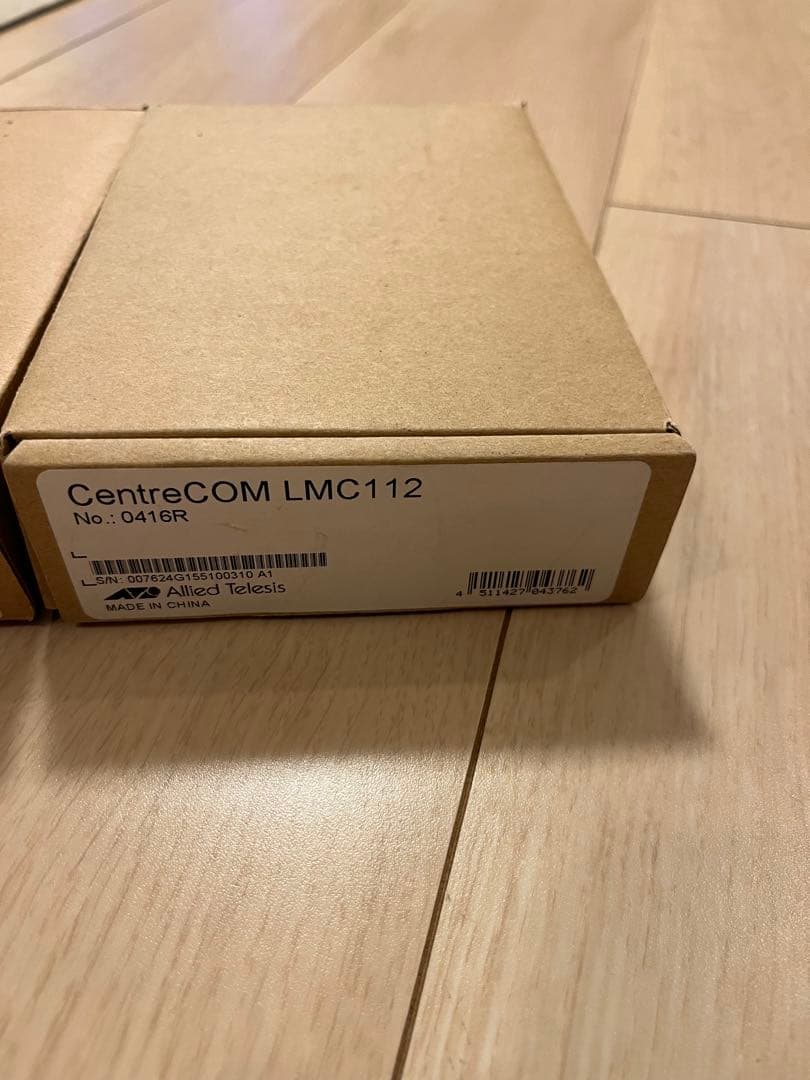 CentreCOM LMC112
No.: 0416R
S/N: 007624G155100310 A1
Allied Telesis
MADE IN CHINA
4 511427 043762